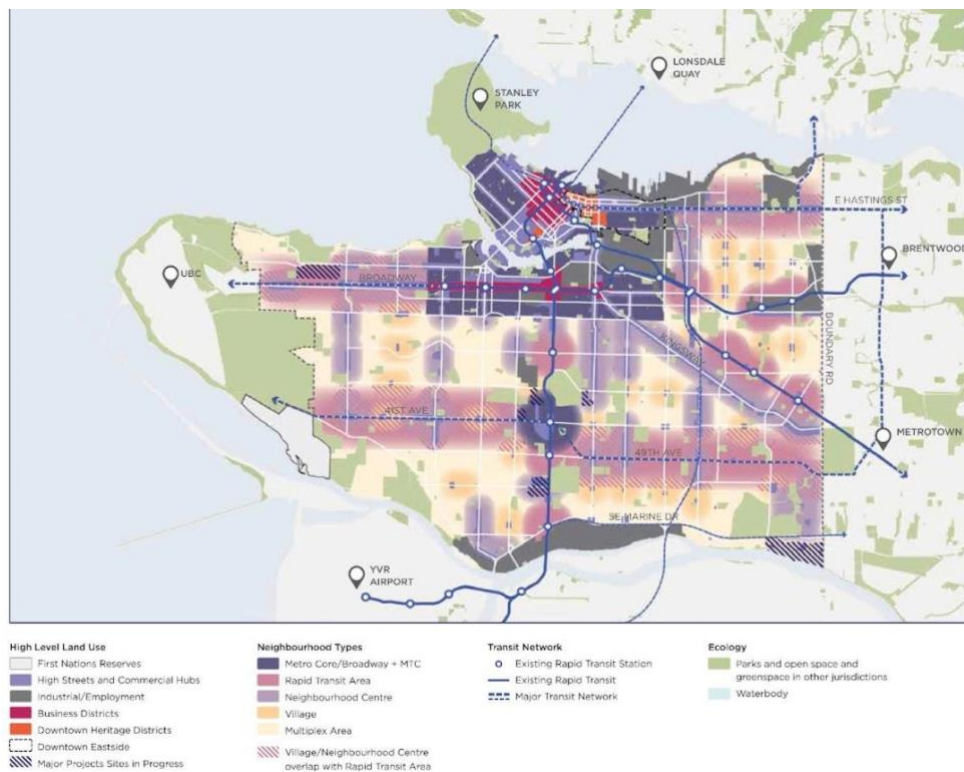 LONSDALE
QUAY
STANLEY
PARK
E HASTINGS ST
BRENTWOOD
UBC
BROADWAY
KINGSWAY
BOUNDARY RD
41ST AVE
METROTOWN
49TH AVE
SE MARINE DR
YVR
AIRPORT
High Level Land Use
First Nations Reserves
High Streets and Commercial Hubs
Industrial/Employment
Business Districts
Downtown Heritage Districts
Downtown Eastside
Major Projects Sites in Progress
Neighbourhood Types
Metro Core/Broadway + MTC
Rapid Transit Area
Neighbourhood Centre
Village
Multiplex Area
Village/Neighbourhood Centre
overlap with Rapid Transit Area
Transit Network
Existing Rapid Transit Station
Existing Rapid Transit
Major Transit Network
Ecology
Parks and open space and
greenspace in other jurisdictions
Waterbody